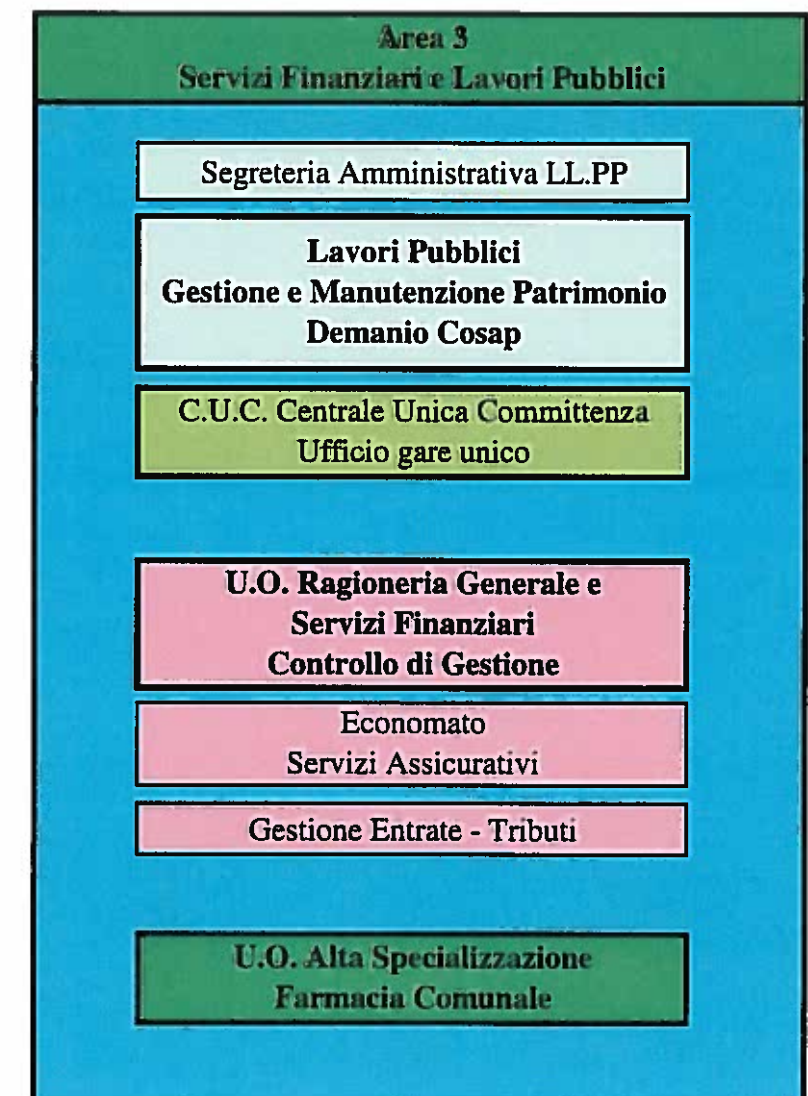 Area 3
Servizi Finanziari e Lavori Pubblici
Segreteria Amministrativa LL.PP
Lavori Pubblici
Gestione e Manutenzione Patrimonio
Demanio Cosap
C.U.C. Centrale Unica Committenza
Ufficio gare unico
U.O. Ragioneria Generale e
Servizi Finanziari
Controllo di Gestione
Economato
Servizi Assicurativi
Gestione Entrate - Tributi
U.O. Alta Specializzazione
Farmacia Comunale